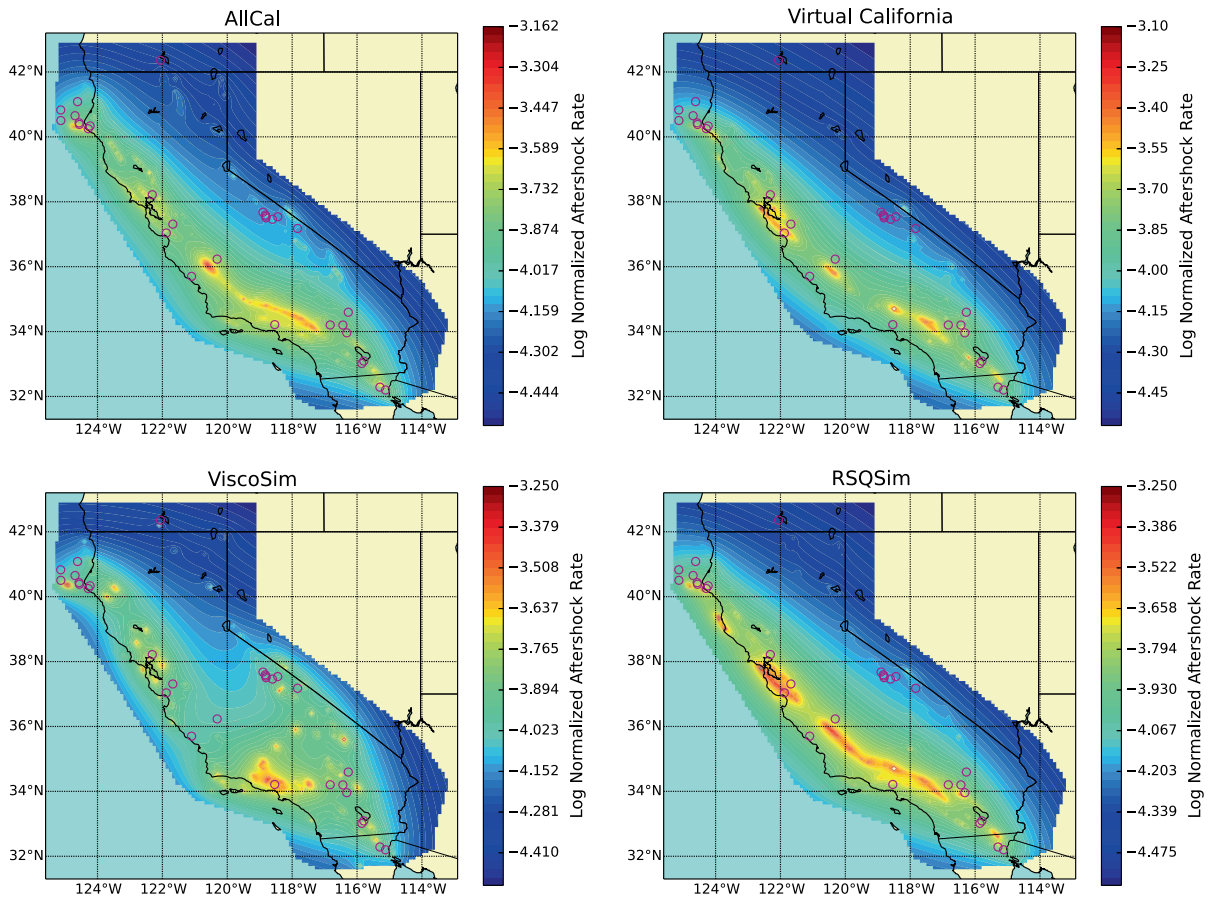 AllCal
42°N
40°N
38°N
36°N
34°N
32°N
124°W 122°W 120°W 118°W 116°W 114°W
−3.162
−3.304
−3.447
−3.589
−3.732
−3.874
−4.017
−4.159
−4.302
−4.444
Log Normalized Aftershock Rate
Virtual California
42°N
40°N
38°N
36°N
34°N
32°N
124°W 122°W 120°W 118°W 116°W 114°W
−3.10
−3.25
−3.40
−3.55
−3.70
−3.85
−4.00
−4.15
−4.30
−4.45
Log Normalized Aftershock Rate
ViscoSim
42°N
40°N
38°N
36°N
34°N
32°N
124°W 122°W 120°W 118°W 116°W 114°W
−3.250
−3.379
−3.508
−3.637
−3.765
−3.894
−4.023
−4.152
−4.281
−4.410
Log Normalized Aftershock Rate
RSQSim
42°N
40°N
38°N
36°N
34°N
32°N
124°W 122°W 120°W 118°W 116°W 114°W
−3.250
−3.386
−3.522
−3.658
−3.794
−3.930
−4.067
−4.203
−4.339
−4.475
Log Normalized Aftershock Rate